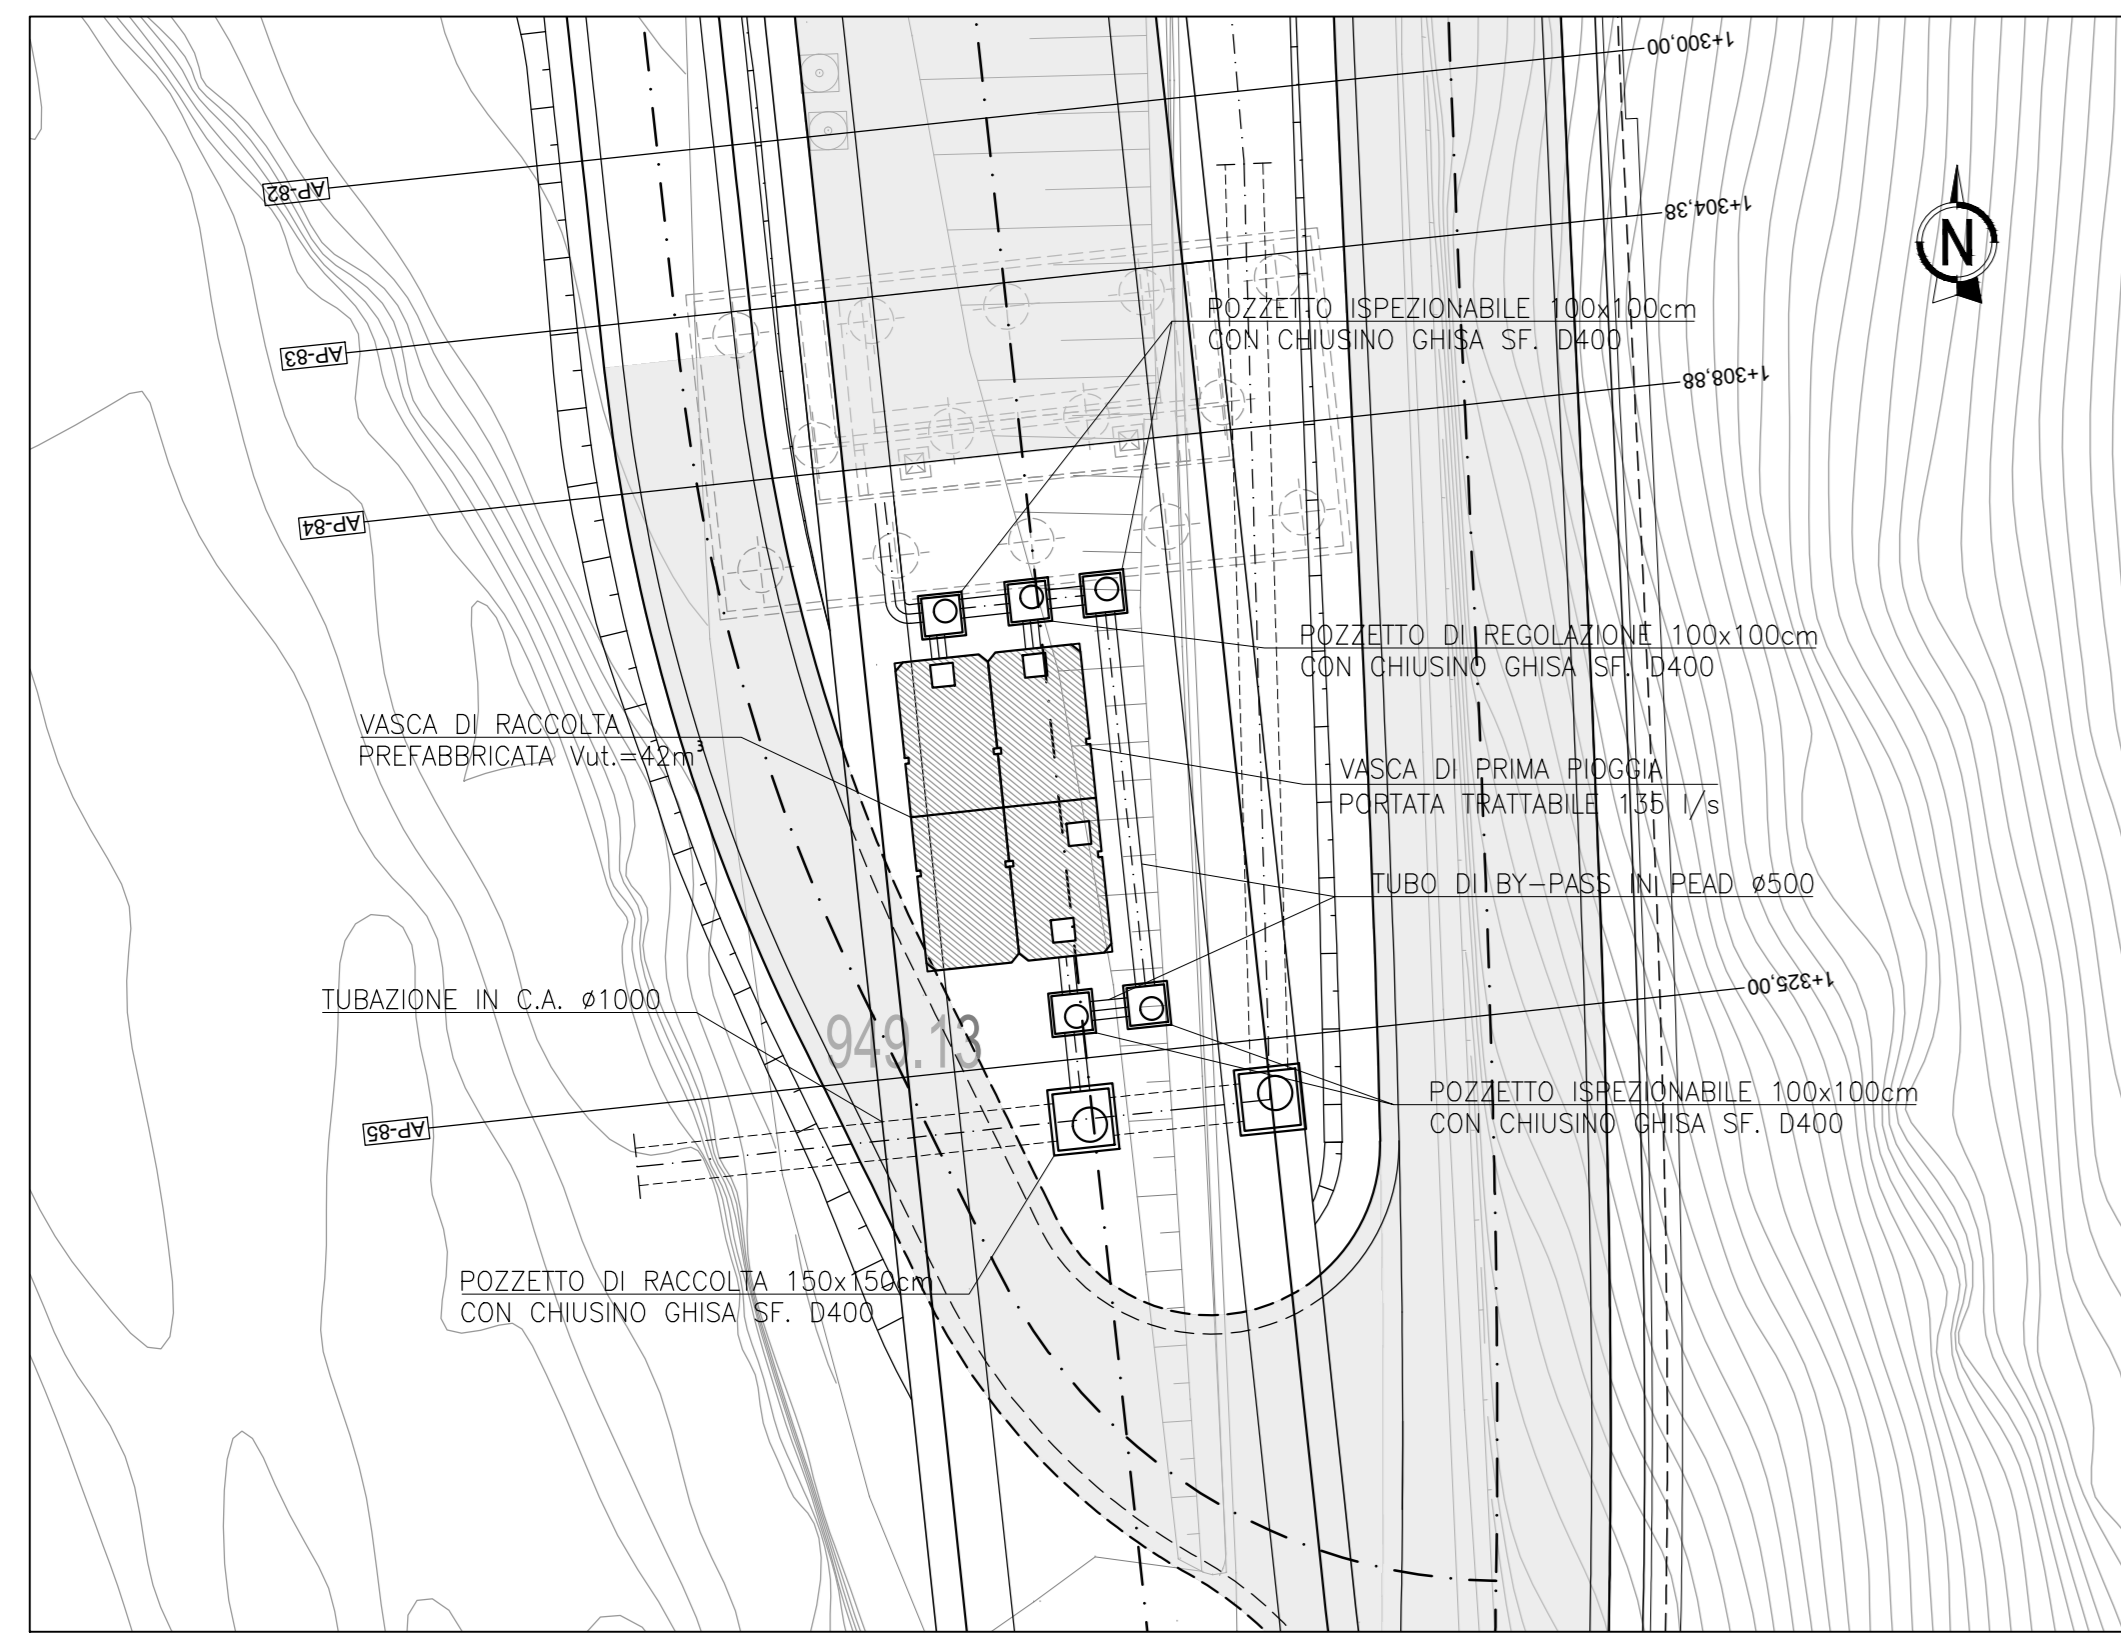 1+300,00
AP-82
1+304,38
N
POZZETTO ISPEZIONABILE 100x100cm
CON CHIUSINO GHISA SF. D400
AP-83
1+308,88
AP-84
POZZETTO DI REGOLAZIONE 100x100cm
CON CHIUSINO GHISA SF. D400
VASCA DI RACCOLTA
PREFABBRICATA Vut.=42m³
VASCA DI PRIMA PIOGGIA
PORTATA TRATTABILE 135 l/s
TUBO DI BY-PASS IN PEAD ø500
1+325,00
TUBAZIONE IN C.A. ø1000
949.13
POZZETTO ISPEZIONABILE 100x100cm
CON CHIUSINO GHISA SF. D400
AP-85
POZZETTO DI RACCOLTA 150x150cm
CON CHIUSINO GHISA SF. D400